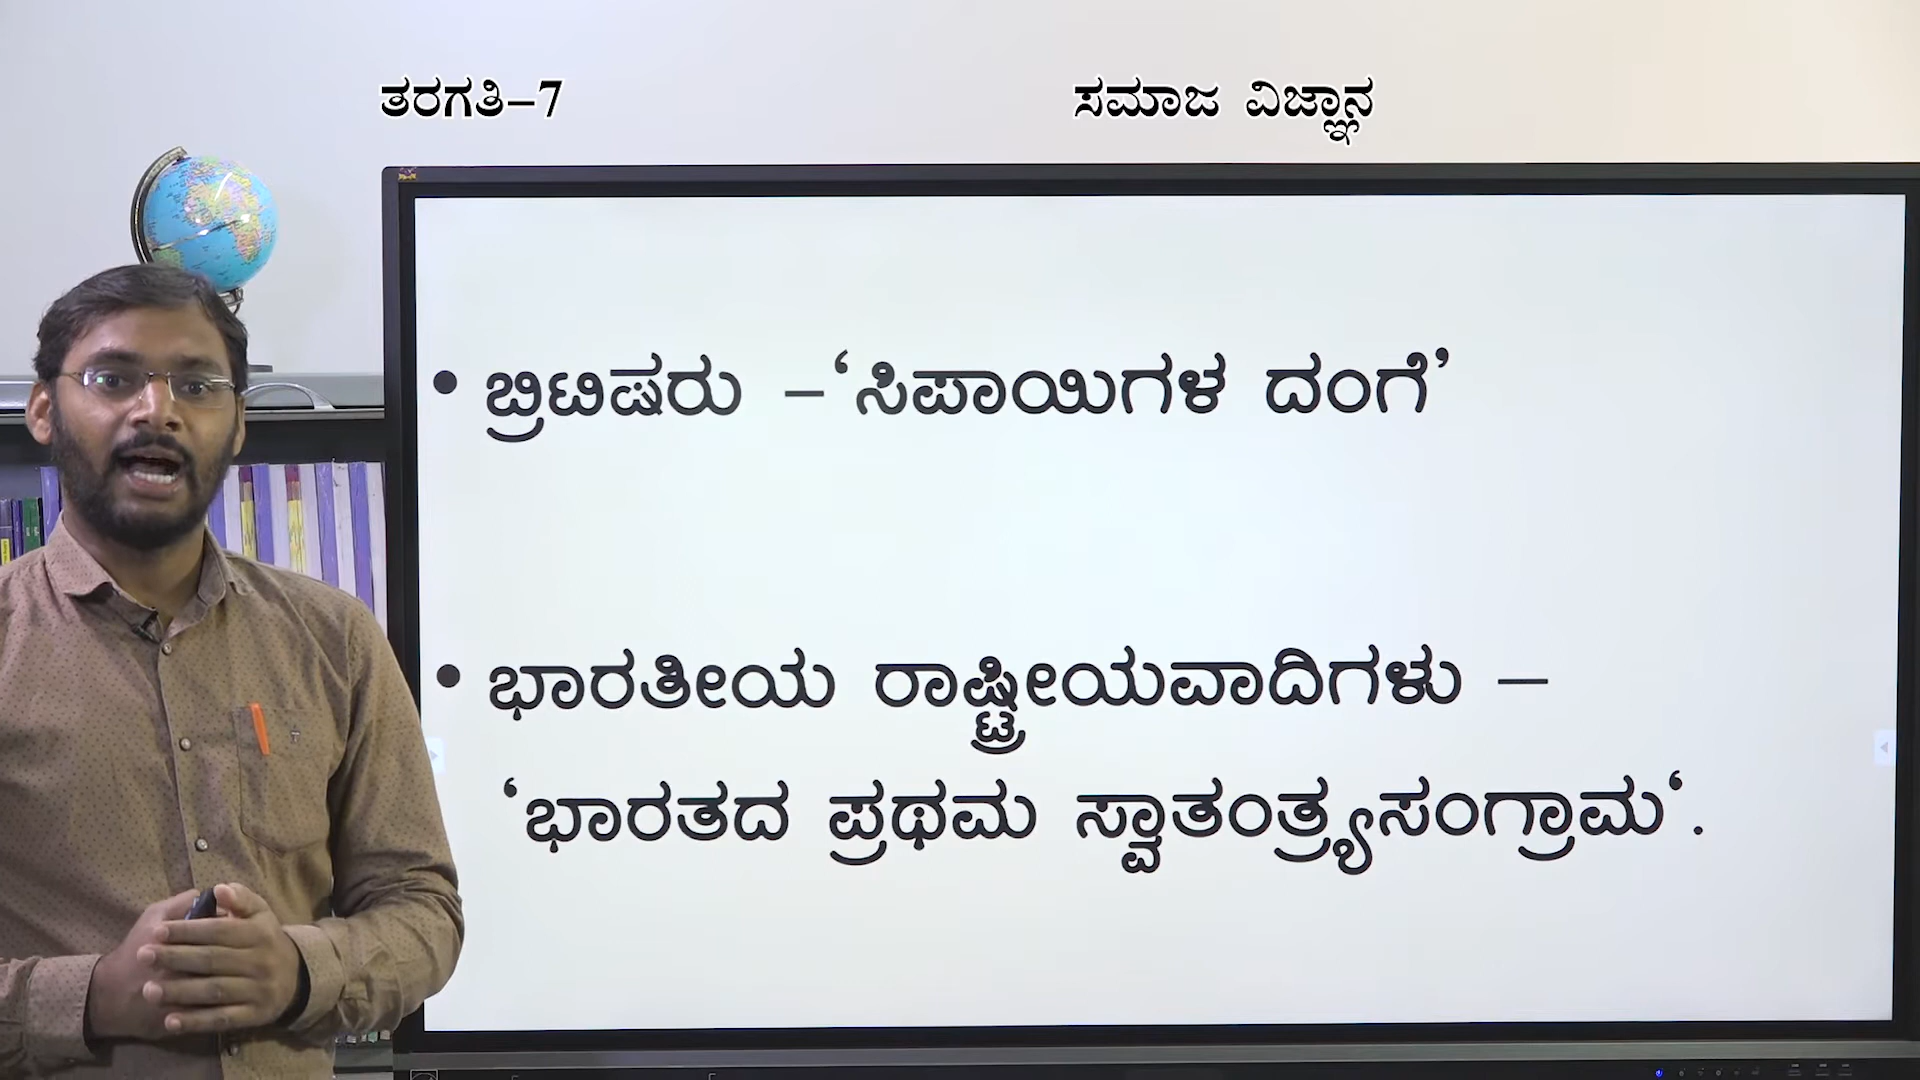 ತರಗತಿ–7
ಸಮಾಜ ವಿಜ್ಞಾನ
• ಬ್ರಿಟಿಷರು –‘ಸಿಪಾಯಿಗಳ ದಂಗೆ’
• ಭಾರತೀಯ ರಾಷ್ಟ್ರೀಯವಾದಿಗಳು –
‘ಭಾರತದ ಪ್ರಥಮ ಸ್ವಾತಂತ್ರ್ಯಸಂಗ್ರಾಮ‘.